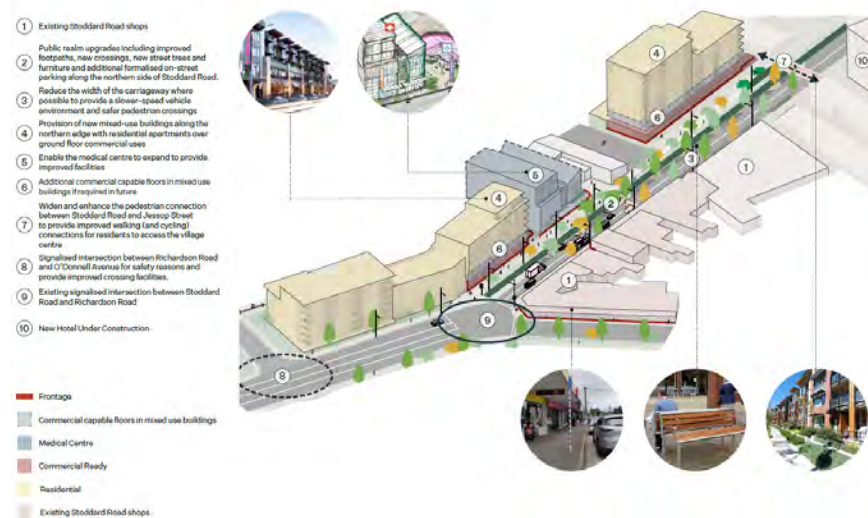 1 Existing Stoddard Road shops
2 Public realm upgrades including improved
footpaths, new crossings, new street trees and
furniture and additional formalised on-street
parking along the northern side of Stoddard Road.
3 Reduce the width of the carriageway where
possible to provide a slower-speed vehicle
environment and safer pedestrian crossings
4 Provision of new mixed-use buildings along the
northern edge with residential apartments over
ground floor commercial uses
5 Enable the medical centre to expand to provide
improved facilities
6 Additional commercial capable floors in mixed use
buildings if required in future
7 Widen and enhance the pedestrian connection
between Stoddard Road and Jessop Street
to provide improved walking (and cycling)
connections for residents to access the village
centre
8 Signalised intersection between Richardson Road
and O'Donnell Avenue for safety reasons and
provide improved crossing facilities.
9 Existing signalised intersection between Stoddard
Road and Richardson Road
10 New Hotel Under Construction
Frontage
Commercial capable floors in mixed use buildings
Medical Centre
Commercial Ready
Residential
Existing Stoddard Road shops
4
7
10
6
5
3
1
4
2
6
1
9
8